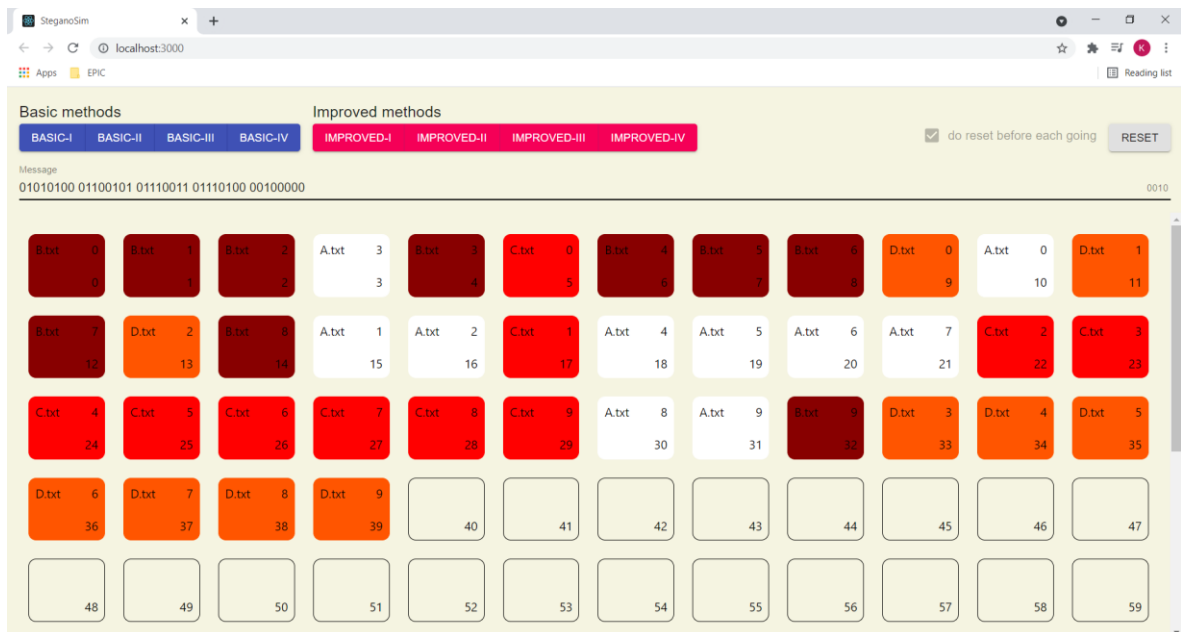 SteganoSim
localhost:3000
Apps EPIC Reading list
Basic methods Improved methods
BASIC-I BASIC-II BASIC-III BASIC-IV IMPROVED-I IMPROVED-II IMPROVED-III IMPROVED-IV do reset before each going RESET
Message
01010100 01100101 01110011 01110100 00100000 0010
B.txt 0 B.txt 1 B.txt 2 A.txt 3 B.txt 3 C.txt 0 B.txt 4 B.txt 5 B.txt 6 D.txt 0 A.txt 0 D.txt 1
0 1 2 3 4 5 6 7 8 9 10 11
B.txt 7 D.txt 2 B.txt 8 A.txt 1 A.txt 2 C.txt 1 A.txt 4 A.txt 5 A.txt 6 A.txt 7 C.txt 2 C.txt 3
12 13 14 15 16 17 18 19 20 21 22 23
C.txt 4 C.txt 5 C.txt 6 C.txt 7 C.txt 8 C.txt 9 A.txt 8 A.txt 9 B.txt 9 D.txt 3 D.txt 4 D.txt 5
24 25 26 27 28 29 30 31 32 33 34 35
D.txt 6 D.txt 7 D.txt 8 D.txt 9
36 37 38 39 40 41 42 43 44 45 46 47
48 49 50 51 52 53 54 55 56 57 58 59